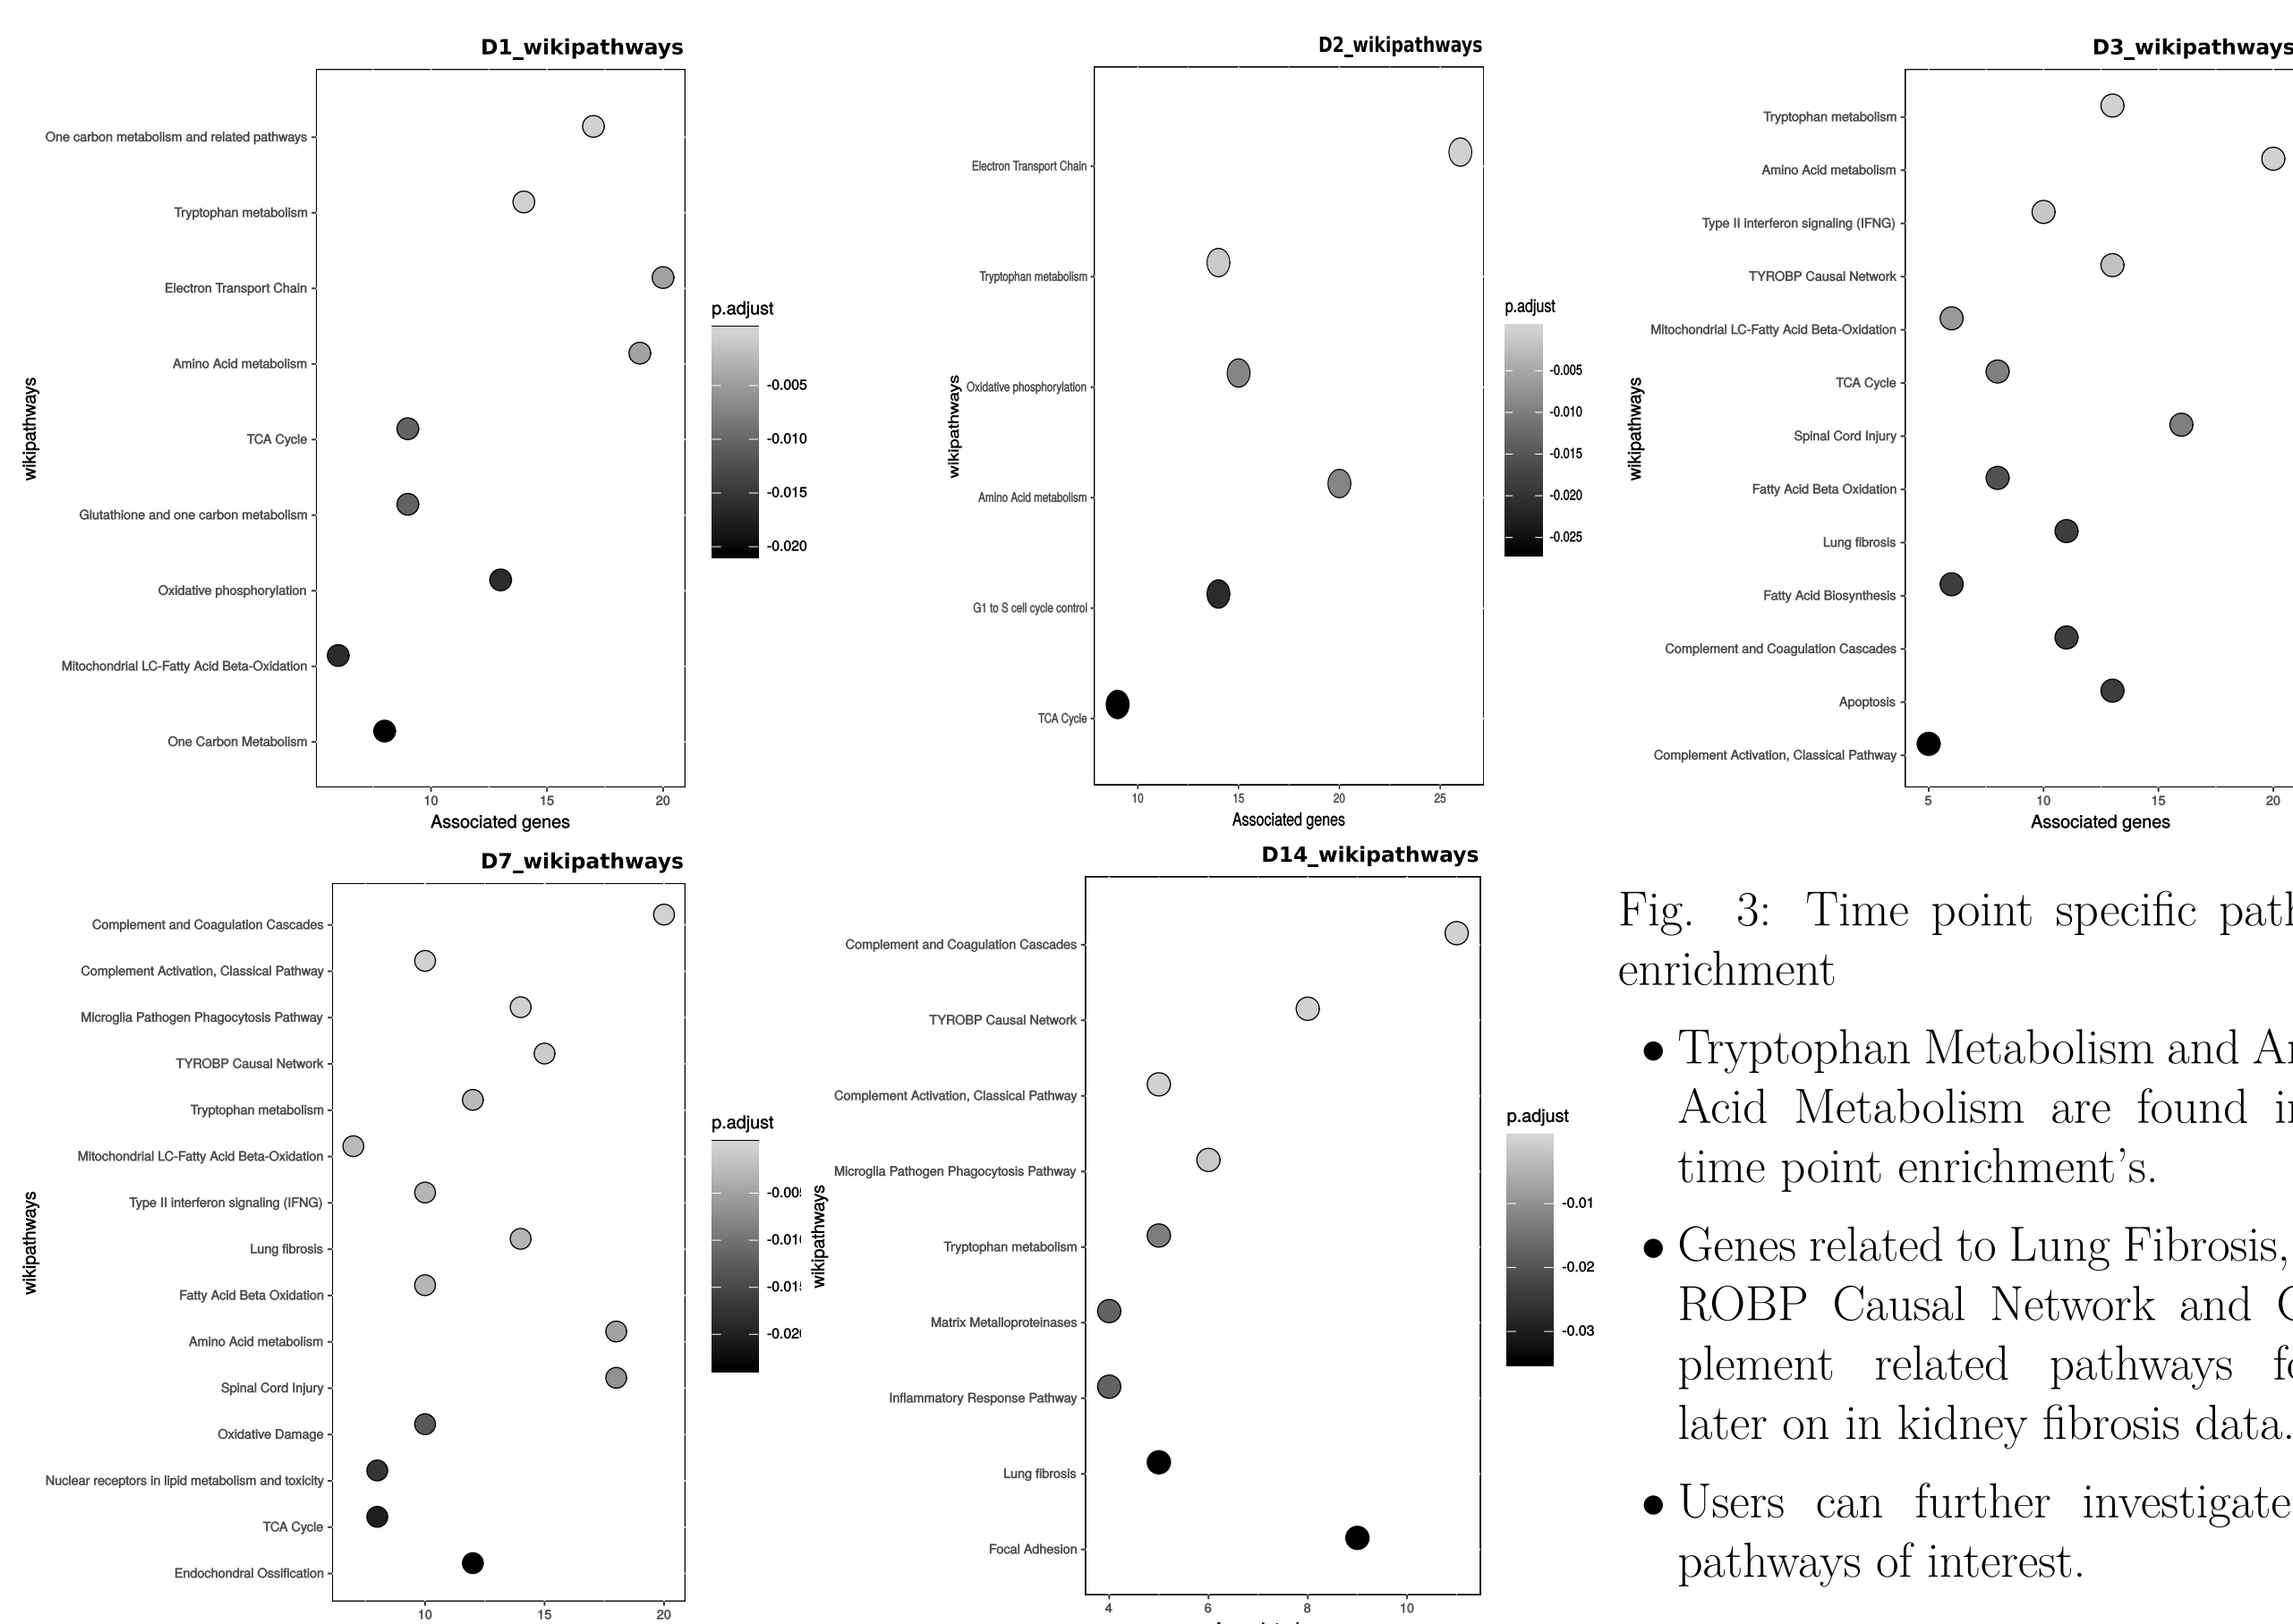 D1_wikipathways
One carbon metabolism and related pathways
Tryptophan metabolism
Electron Transport Chain
Amino Acid metabolism
TCA Cycle
Glutathione and one carbon metabolism
Oxidative phosphorylation
Mitochondrial LC-Fatty Acid Beta-Oxidation
One Carbon Metabolism
wikipathways
10 15 20
Associated genes
p.adjust
-0.005
-0.010
-0.015
-0.020
D2_wikipathways
Electron Transport Chain
Tryptophan metabolism
Oxidative phosphorylation
Amino Acid metabolism
G1 to S cell cycle control
TCA Cycle
wikipathways
10 15 20 25
Associated genes
p.adjust
-0.005
-0.010
-0.015
-0.020
-0.025
D3_wikipathways
Tryptophan metabolism
Amino Acid metabolism
Type II interferon signaling (IFNG)
TYROBP Causal Network
Mitochondrial LC-Fatty Acid Beta-Oxidation
TCA Cycle
Spinal Cord Injury
Fatty Acid Beta Oxidation
Lung fibrosis
Fatty Acid Biosynthesis
Complement and Coagulation Cascades
Apoptosis
Complement Activation, Classical Pathway
wikipathways
5 10 15 20
Associated genes
D7_wikipathways
Complement and Coagulation Cascades
Complement Activation, Classical Pathway
Microglia Pathogen Phagocytosis Pathway
TYROBP Causal Network
Tryptophan metabolism
Mitochondrial LC-Fatty Acid Beta-Oxidation
Type II interferon signaling (IFNG)
Lung fibrosis
Fatty Acid Beta Oxidation
Amino Acid metabolism
Spinal Cord Injury
Oxidative Damage
Nuclear receptors in lipid metabolism and toxicity
TCA Cycle
Endochondral Ossification
wikipathways
10 15 20
p.adjust
D14_wikipathways
Complement and Coagulation Cascades
TYROBP Causal Network
Complement Activation, Classical Pathway
Microglia Pathogen Phagocytosis Pathway
Tryptophan metabolism
Matrix Metalloproteinases
Inflammatory Response Pathway
Lung fibrosis
Focal Adhesion
wikipathways
4 6 8 10
p.adjust
-0.01
-0.02
-0.03
Fig. 3: Time point specific
enrichment
• Tryptophan Metabolism and
Acid Metabolism are found
time point enrichment's.
• Genes related to Lung Fibrosis,
ROBP Causal Network and
plement related pathways
later on in kidney fibrosis data.
• Users can further investigate
pathways of interest.